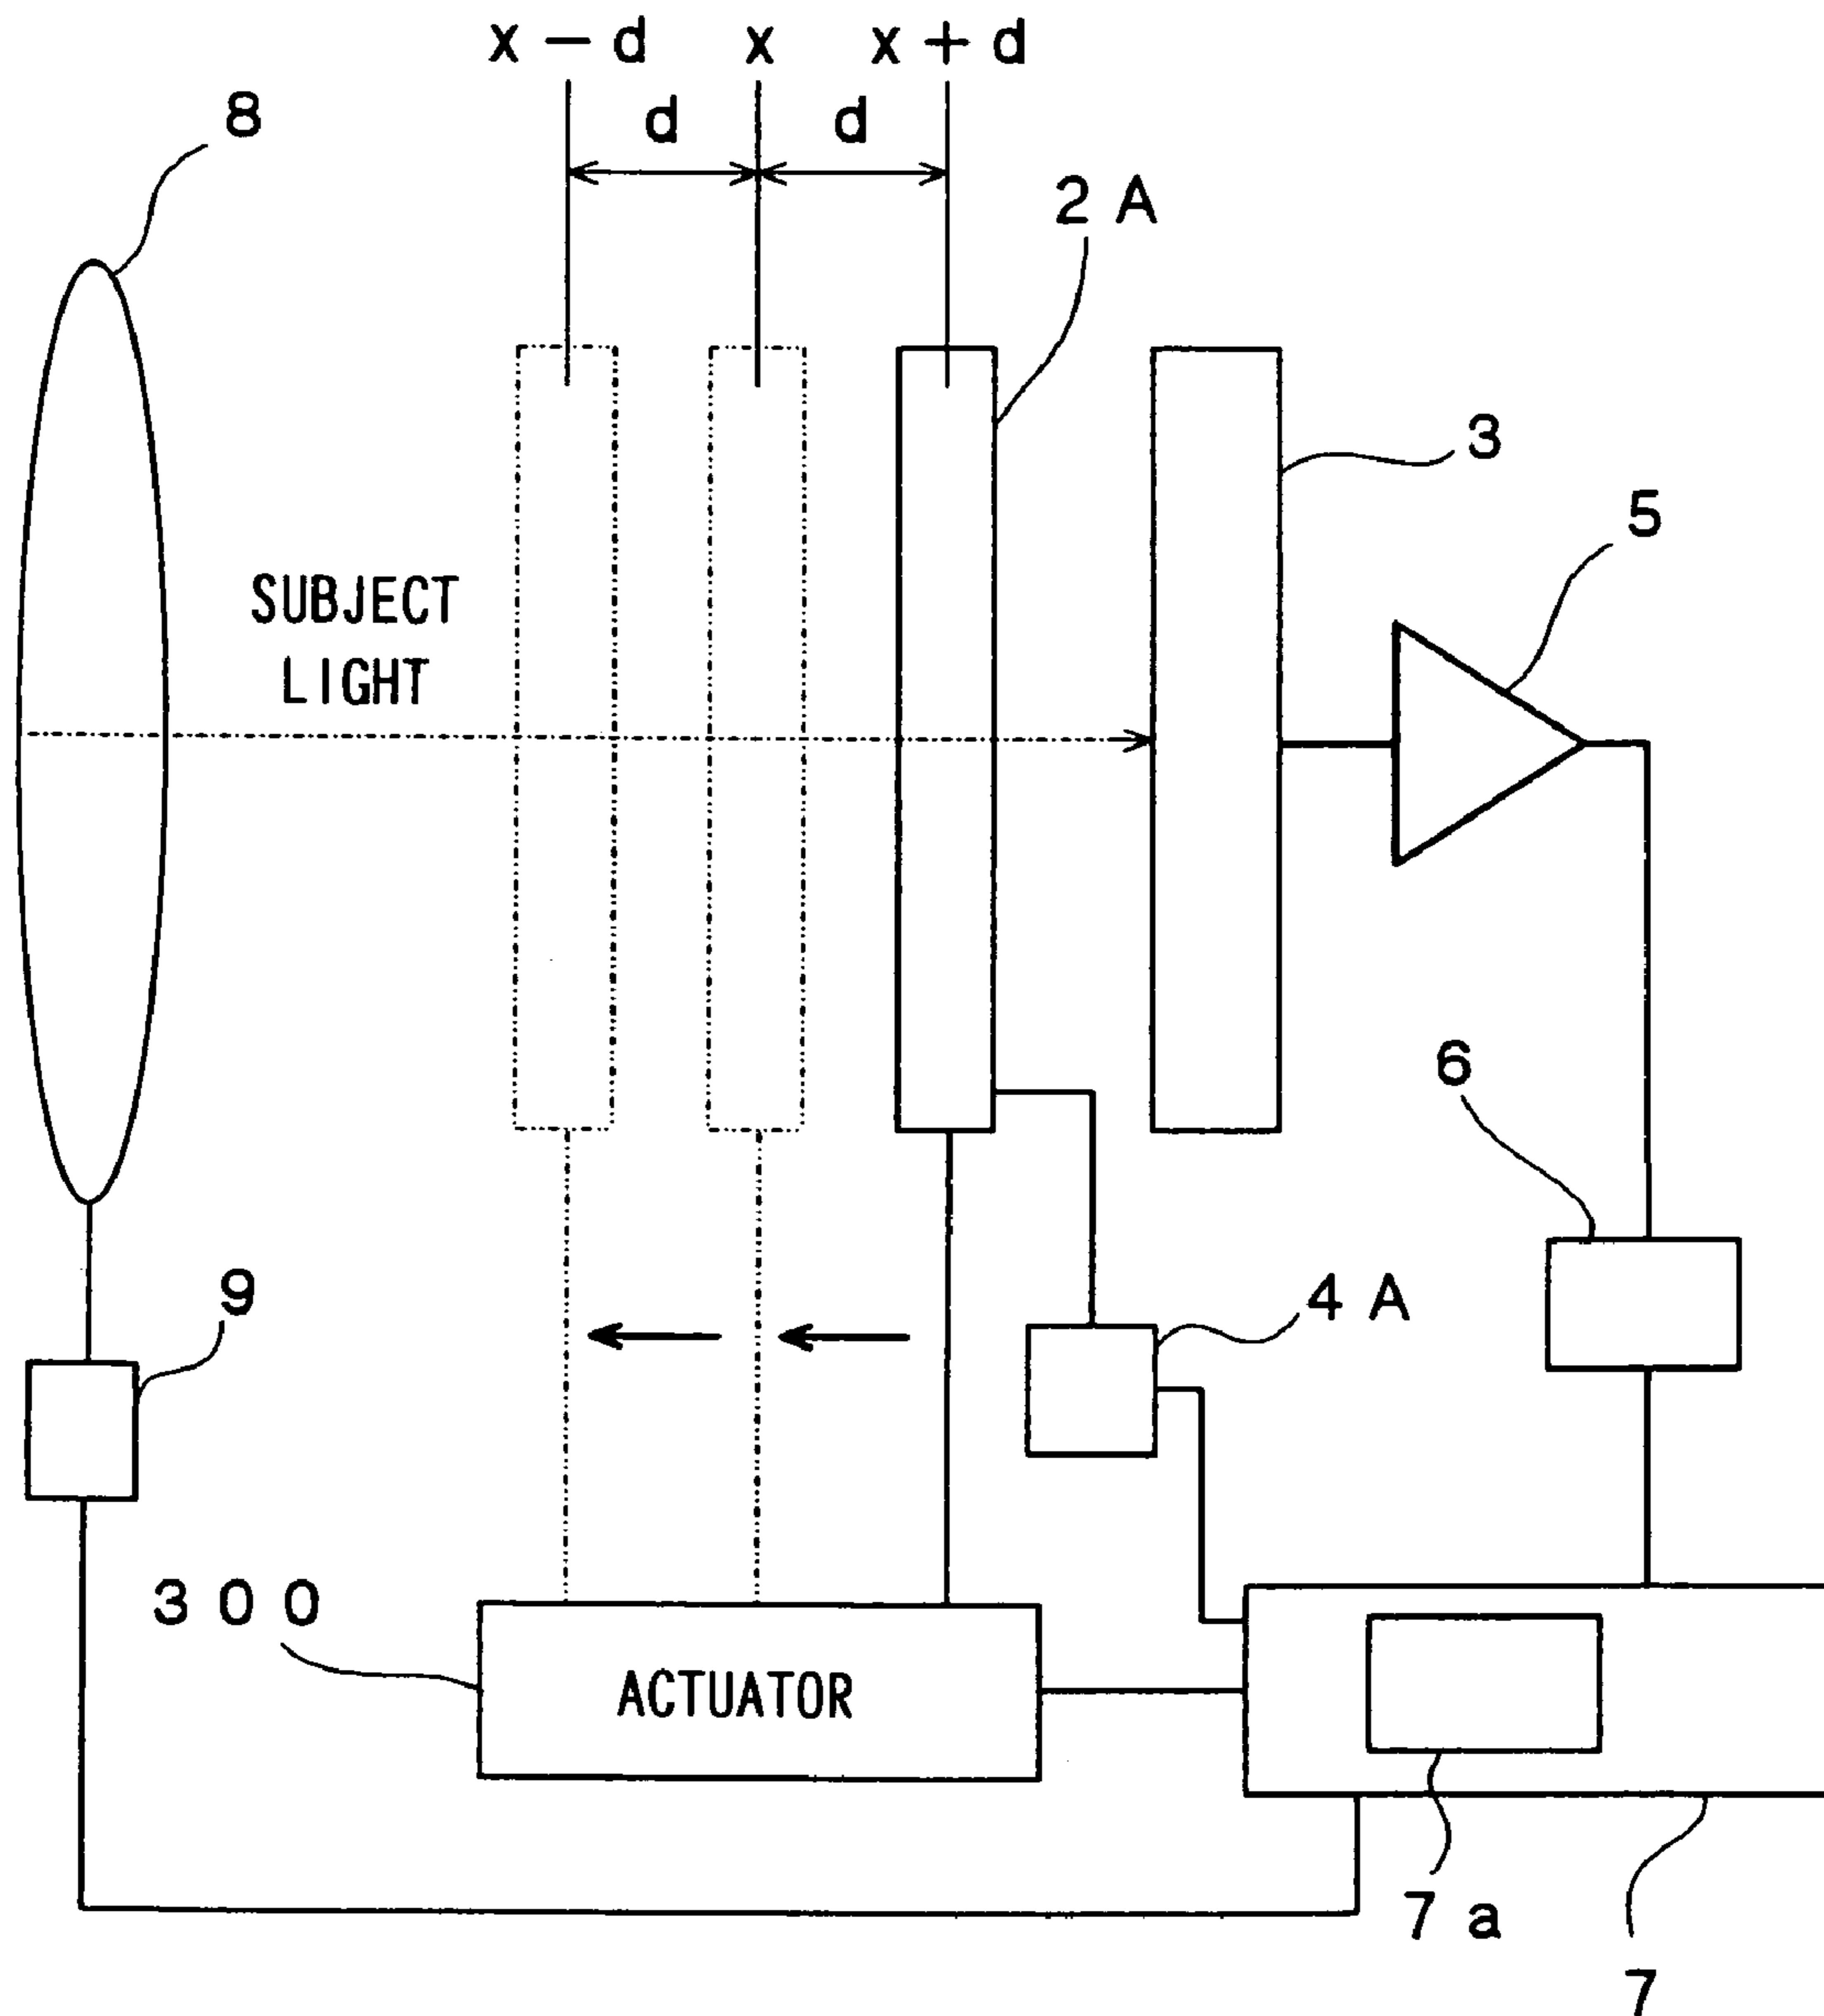 x − d x x + d
d d
8
2 A
3
5
SUBJECT
LIGHT
6
9
4 A
3 0 0
ACTUATOR
7 a
7